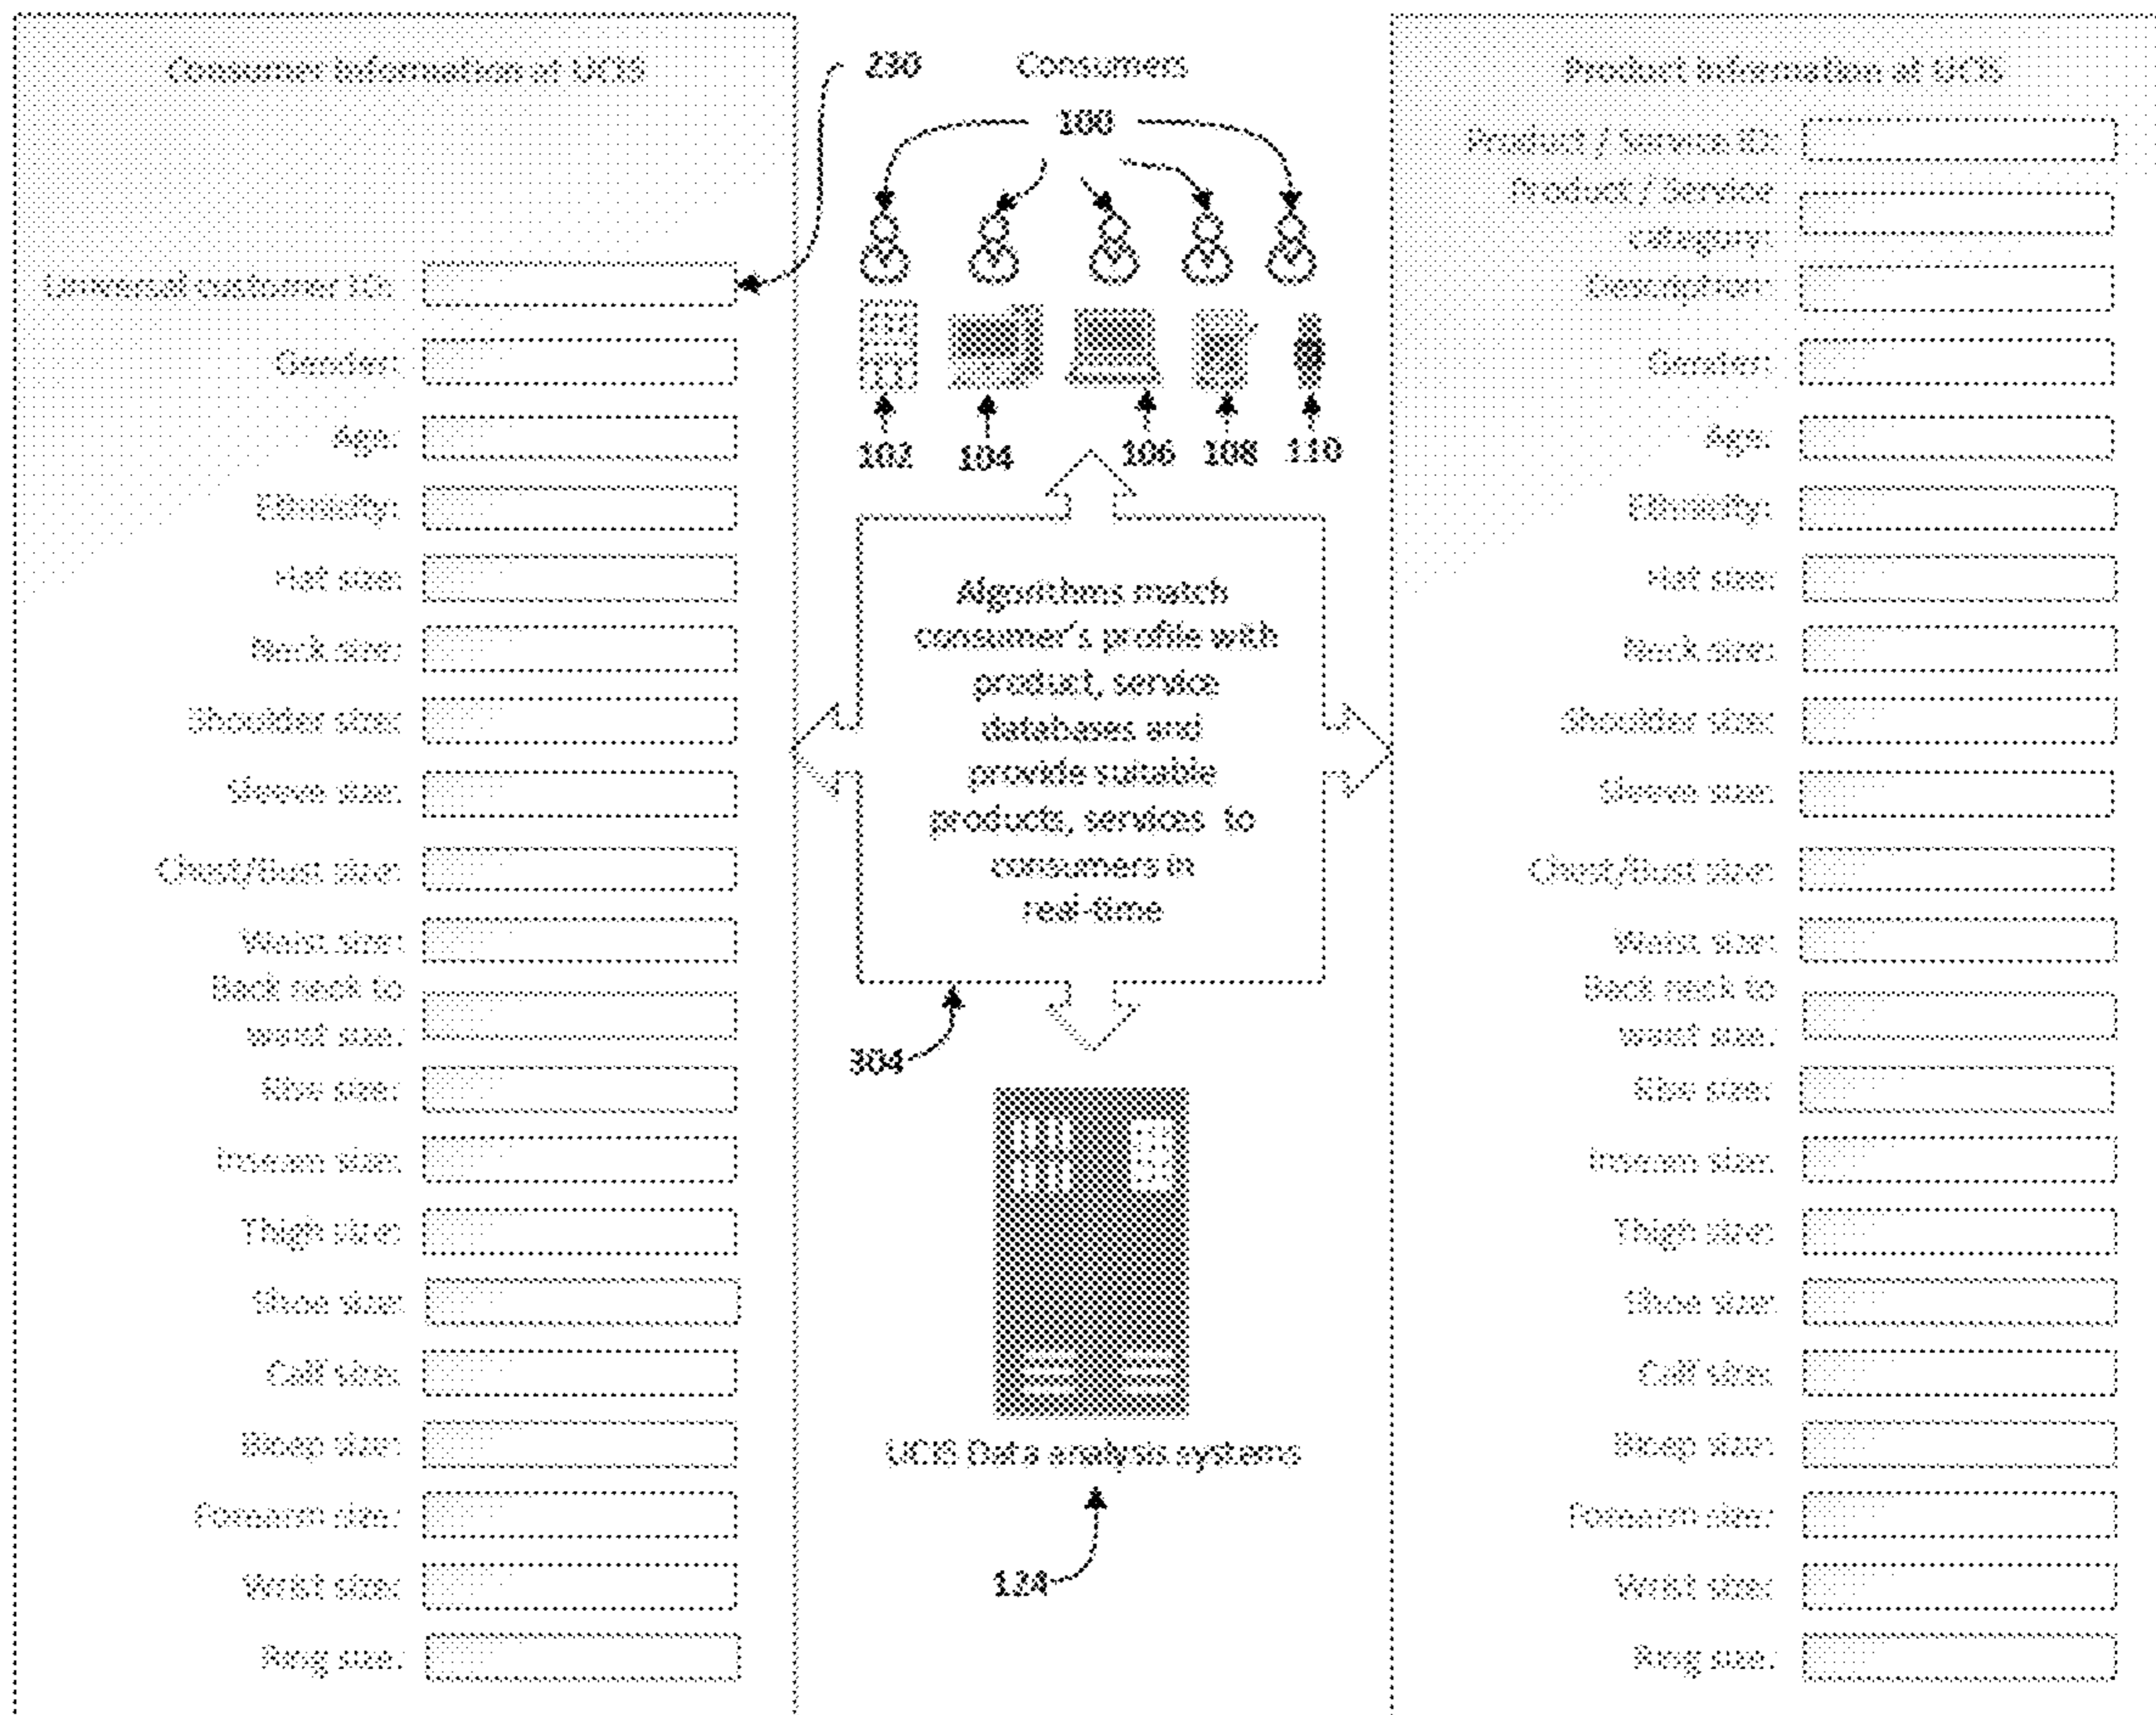 Consumer Information at UCIS
Universal customer ID:
Gender:
Age:
Ethnicity:
Hat size:
Neck size:
Shoulder size:
Sleeve size:
Chest/Bust size:
Waist size:
Back neck to
waist size:
Hips size:
Inseam size:
Thigh size:
Shoe size:
Calf size:
Bicep size:
Forearm size:
Wrist size:
Ring size:
230
Consumers
100
102
104
106
108
110
Algorithms match
consumer's profile with
product, service
databases and
provide suitable
products, services to
consumers in
real-time
304
UCIS Data analysis systems
124
Product Information at UCIS
Product / Service ID:
Product / Service
category:
Description:
Gender:
Age:
Ethnicity:
Hat size:
Neck size:
Shoulder size:
Sleeve size:
Chest/Bust size:
Waist size:
Back neck to
waist size:
Hips size:
Inseam size:
Thigh size:
Shoe size:
Calf size:
Bicep size:
Forearm size:
Wrist size:
Ring size: